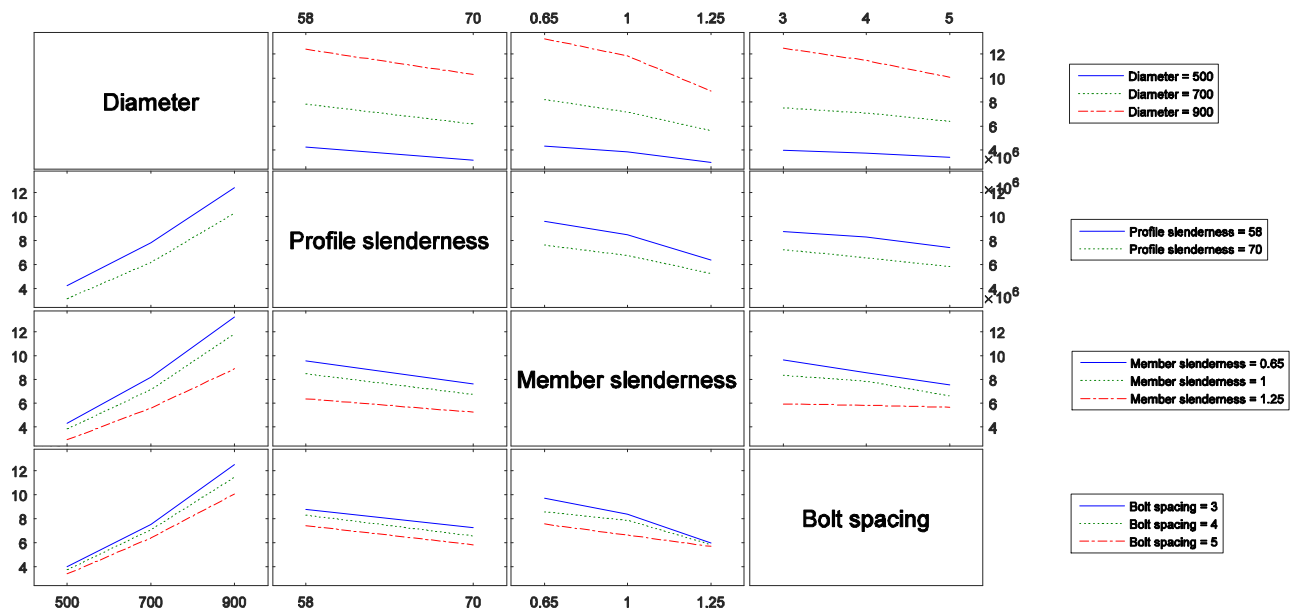 58 70 0.65 1 1.25 3 4 5
Diameter
12
10
8
6
4
×10^6
Diameter = 500
Diameter = 700
Diameter = 900
12
10
8
6
4
Profile slenderness
×10^6
12
10
8
6
4
×10^6
Profile slenderness = 58
Profile slenderness = 70
12
10
8
6
4
Member slenderness
12
10
8
6
4
Member slenderness = 0.65
Member slenderness = 1
Member slenderness = 1.25
12
10
8
6
4
Bolt spacing
Bolt spacing = 3
Bolt spacing = 4
Bolt spacing = 5
500 700 900 58 70 0.65 1 1.25